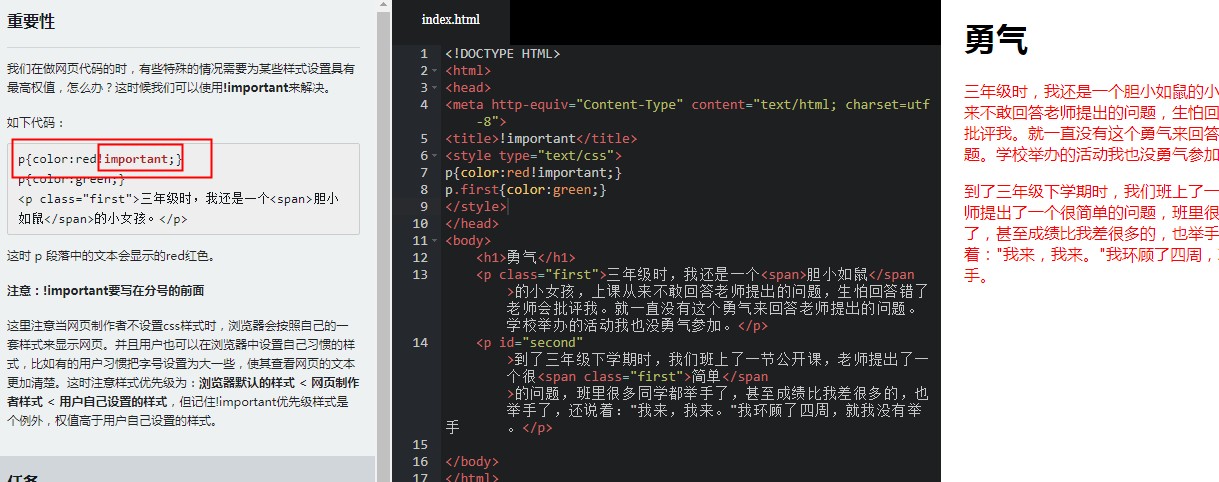 重要性
我们在做网页代码的时，有些特殊的情况需要为某些样式设置具有
最高权值，怎么办？这时候我们可以使用!important来解决。
如下代码：
p{color:red!important;}
p{color:green;}
<p class="first">三年级时，我还是一个<span>胆小
如鼠</span>的小女孩。</p>
这时 p 段落中的文本会显示的red红色。
注意：!important要写在分号的前面
这里注意当网页制作者不设置css样式时，浏览器会按照自己的一
套样式来显示网页。并且用户也可以在浏览器中设置自己习惯的样
式，比如有的用户习惯把字号设置为大一些，使其查看网页的文本
更加清楚。这时注意样式优先级为：浏览器默认的样式 < 网页制作
者样式 < 用户自己设置的样式，但记住!important优先级样式是
个例外，权值高于用户自己设置的样式。
任务
index.html
1 <!DOCTYPE HTML>
2 <html>
3 <head>
4 <meta http-equiv="Content-Type" content="text/html; charset=utf
-8">
5 <title>!important</title>
6 <style type="text/css">
7 p{color:red!important;}
8 p.first{color:green;}
9 </style>
10 </head>
11 <body>
12 <h1>勇气</h1>
13 <p class="first">三年级时，我还是一个<span>胆小如鼠</span
>的小女孩，上课从来不敢回答老师提出的问题，生怕回答错了
老师会批评我。就一直没有这个勇气来回答老师提出的问题。
学校举办的活动我也没勇气参加。</p>
14 <p id="second"
>到了三年级下学期时，我们班上了一节公开课，老师提出了一
个很<span class="first">简单</span
>的问题，班里很多同学都举手了，甚至成绩比我差很多的，也
举手了，还说着："我来，我来。"我环顾了四周，就我没有举
手 。</p>
15
16 </body>
17 </html>
勇气
三年级时，我还是一个胆小如鼠的小
来不敢回答老师提出的问题，生怕回
批评我。就一直没有这个勇气来回答
题。学校举办的活动我也没勇气参加
到了三年级下学期时，我们班上了一
师提出了一个很简单的问题，班里很
了，甚至成绩比我差很多的，也举手
着："我来，我来。"我环顾了四周，
手。